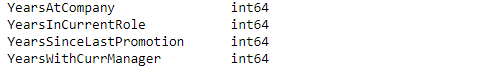 YearsAtCompany int64
YearsInCurrentRole int64
YearsSinceLastPromotion int64
YearsWithCurrManager int64